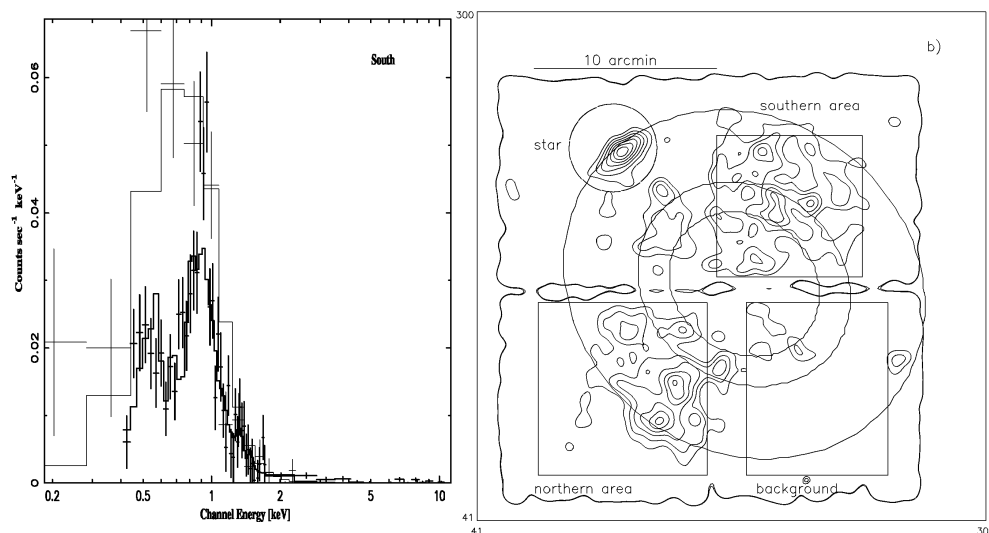 South
0.06
0.04
0.02
0
Counts sec⁻¹ keV⁻¹
0.2
0.5
1
2
5
10
Channel Energy [keV]
300
b)
10 arcmin
southern area
star
northern area
background
41
41
30